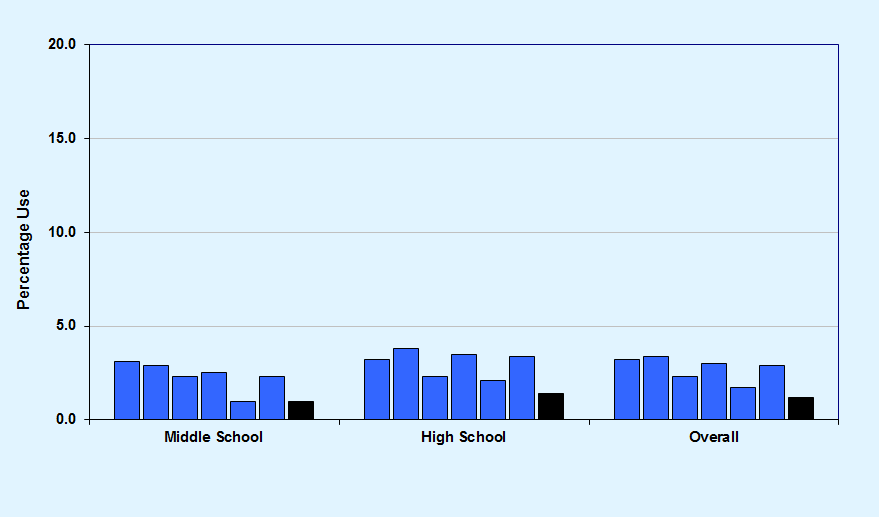 20.0
15.0
10.0
5.0
0.0
Percentage Use
Middle School
High School
Overall